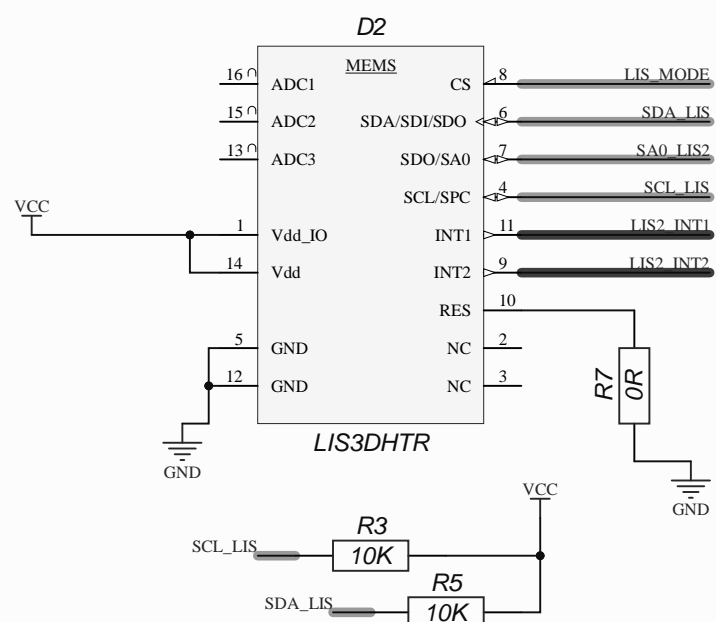 D2
MEMS
16 ADC1 CS 8 LIS_MODE
15 ADC2 SDA/SDI/SDO 6 SDA_LIS
13 ADC3 SDO/SA0 7 SA0_LIS2
SCL/SPC 4 SCL_LIS
VCC 1 Vdd_IO INT1 11 LIS2_INT1
14 Vdd INT2 9 LIS2_INT2
RES 10
5 GND NC 2
12 GND NC 3
R7 0R
LIS3DHTR
GND
GND
VCC
SCL_LIS R3 10K
SDA_LIS R5 10K